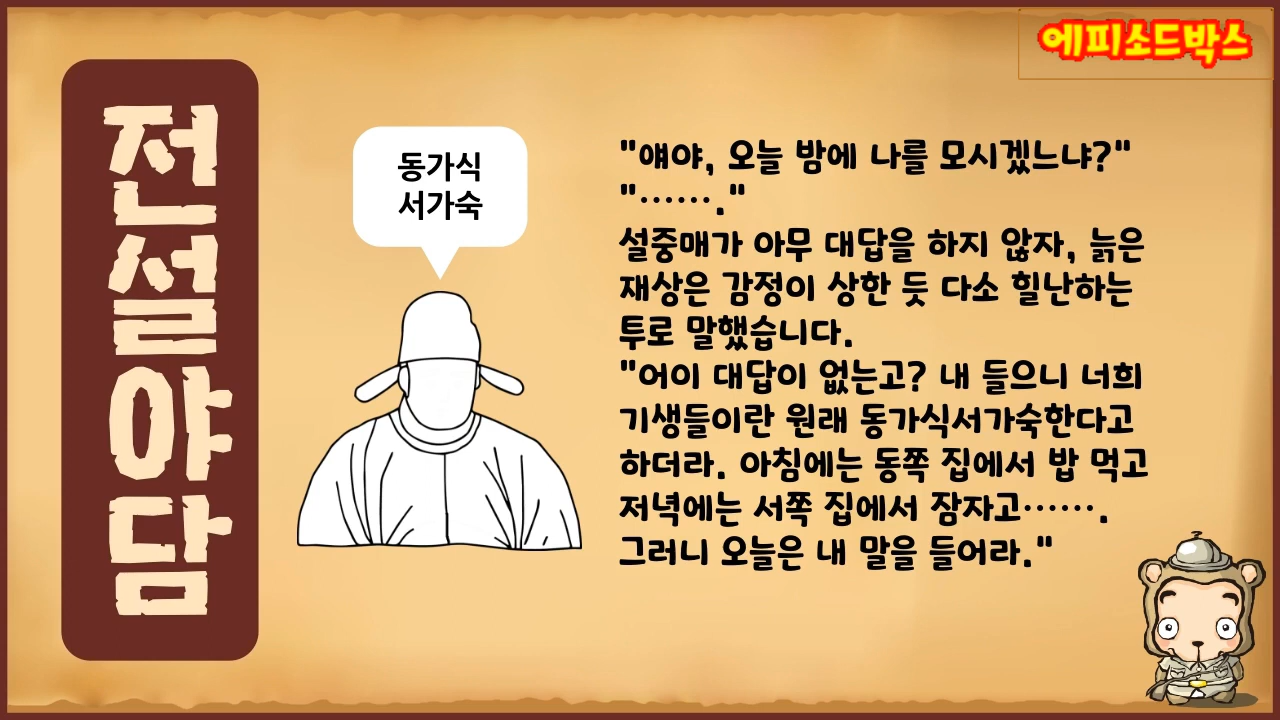 에피소드박스
전설야담
동가식
서가숙
"얘야, 오늘 밤에 나를 모시겠느냐?"
"……."
설중매가 아무 대답을 하지 않자, 늙은
재상은 감정이 상한 듯 다소 힐난하는
투로 말했습니다.
"어이 대답이 없는고? 내 들으니 너희
기생들이란 원래 동가식서가숙한다고
하더라. 아침에는 동쪽 집에서 밥 먹고
저녁에는 서쪽 집에서 잠자고…….
그러니 오늘은 내 말을 들어라."